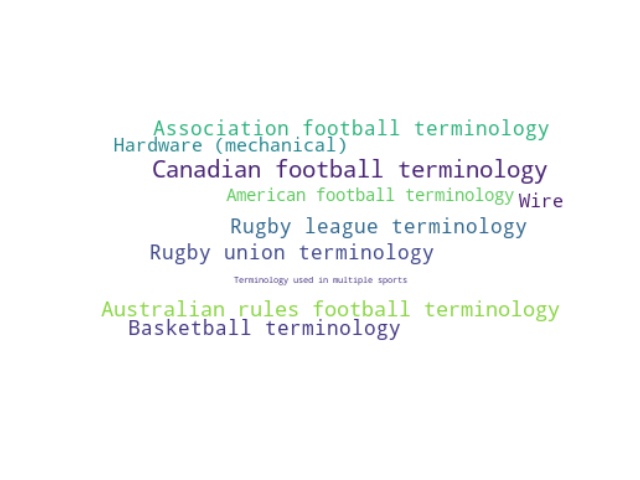 Association football terminology
Hardware (mechanical)
Canadian football terminology
American football terminology
Wire
Rugby league terminology
Rugby union terminology
Terminology used in multiple sports
Australian rules football terminology
Basketball terminology